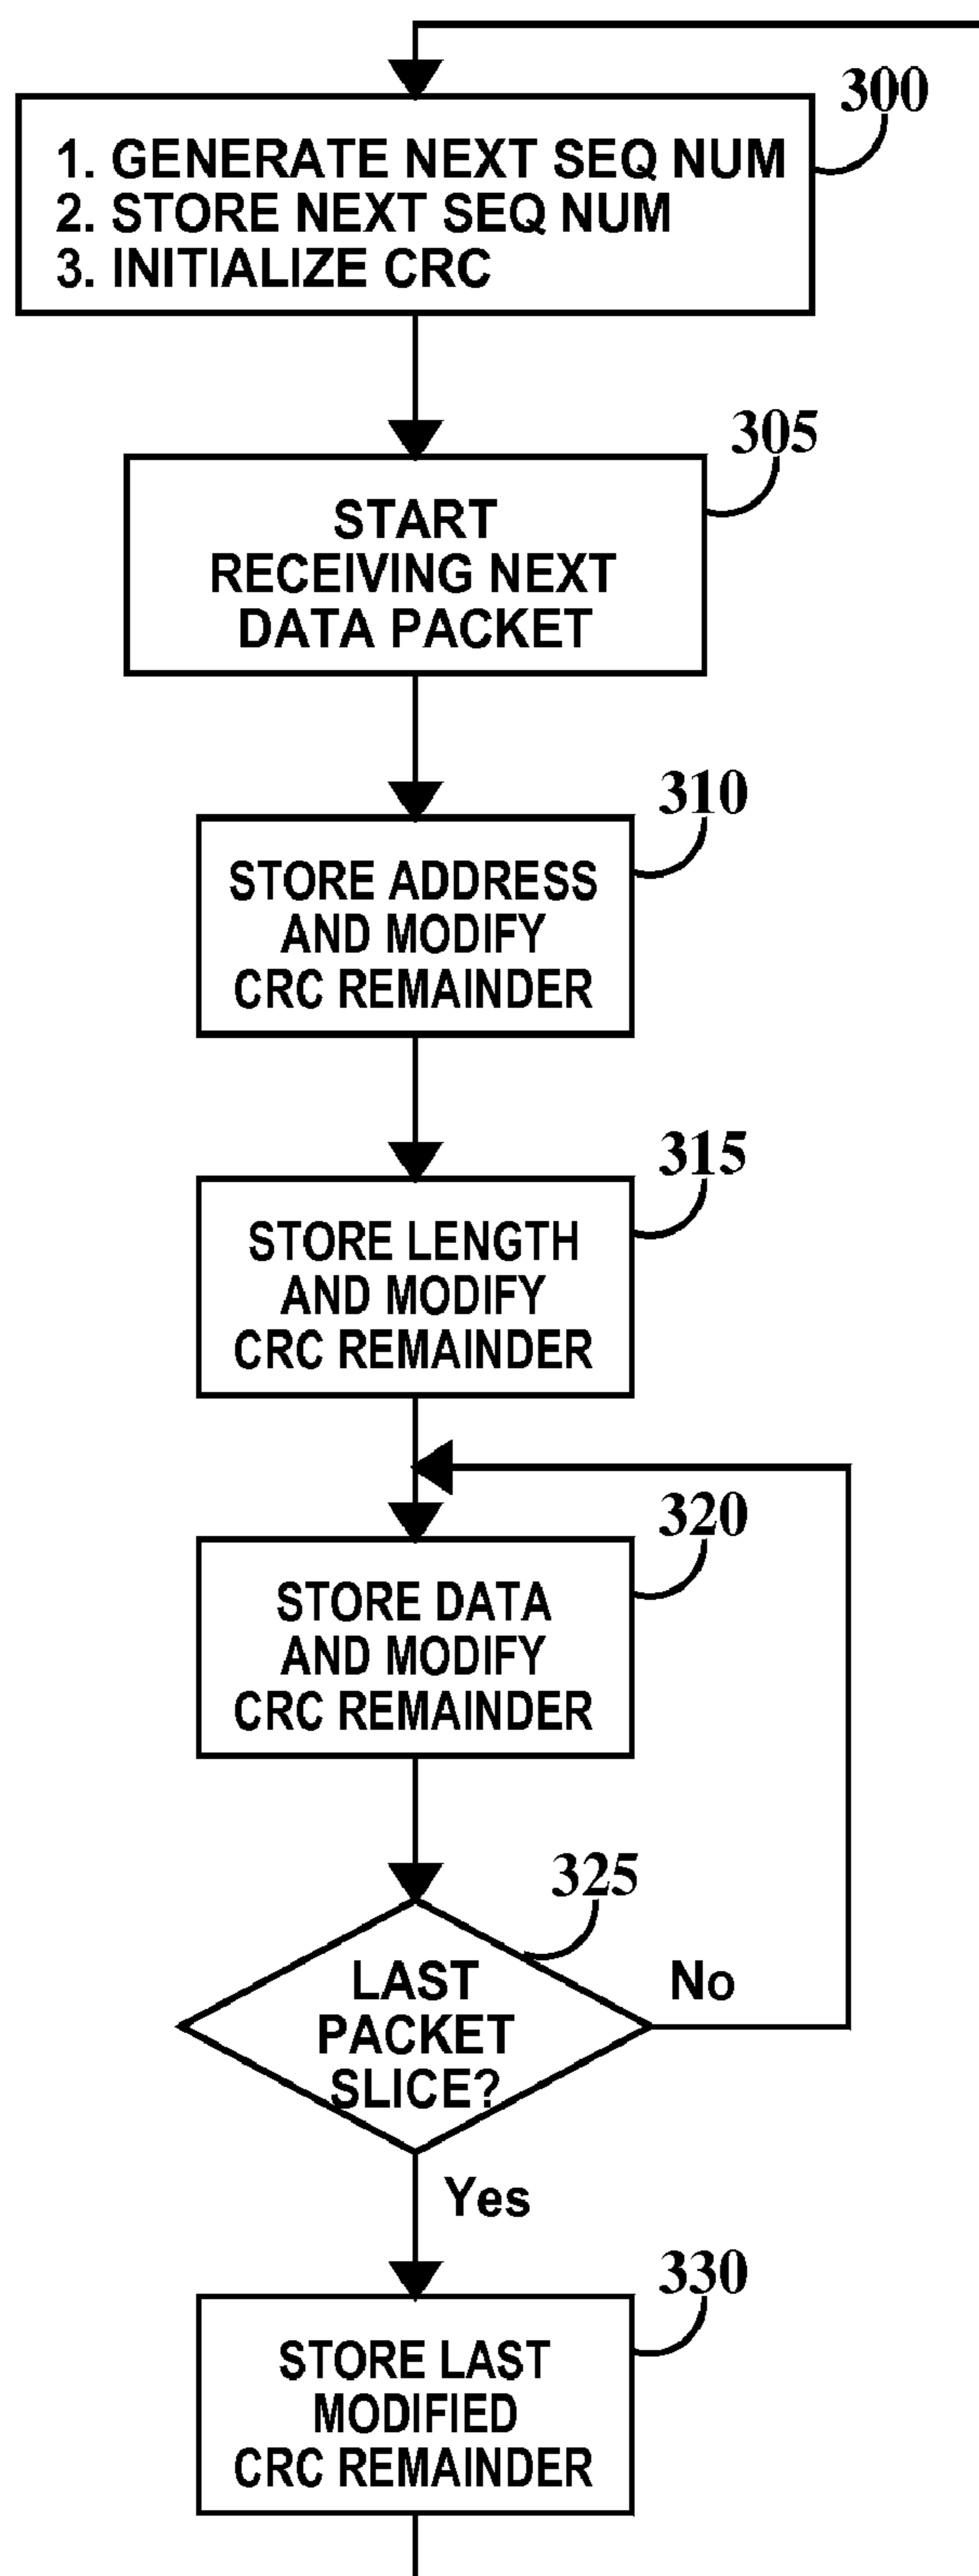 300
1. GENERATE NEXT SEQ NUM
2. STORE NEXT SEQ NUM
3. INITIALIZE CRC
305
START
RECEIVING NEXT
DATA PACKET
310
STORE ADDRESS
AND MODIFY
CRC REMAINDER
315
STORE LENGTH
AND MODIFY
CRC REMAINDER
320
STORE DATA
AND MODIFY
CRC REMAINDER
325
LAST
PACKET
SLICE?
No
Yes
330
STORE LAST
MODIFIED
CRC REMAINDER